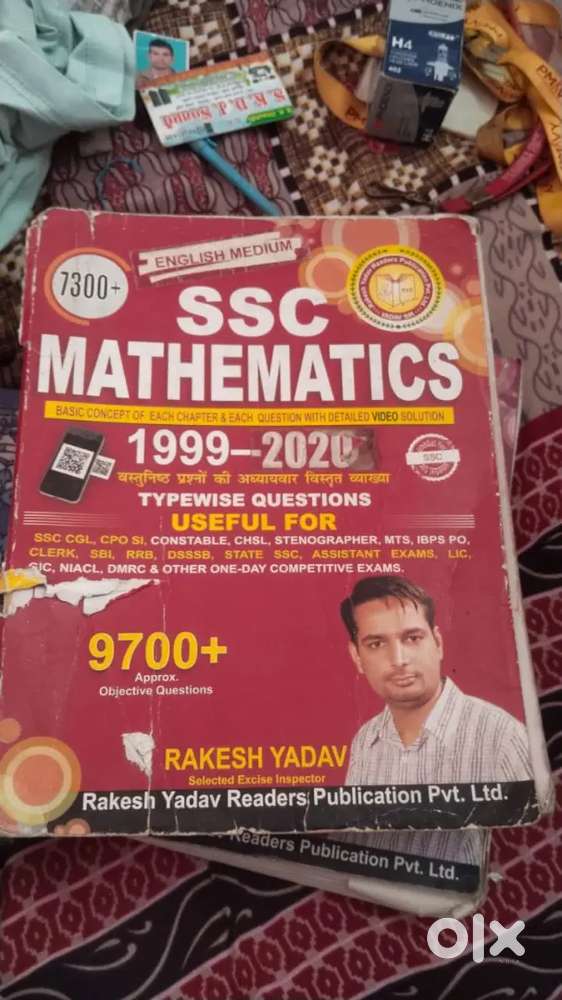 H4
S.K.D.J. Sound
ENGLISH MEDIUM
7300+
SSC
MATHEMATICS
BASIC CONCEPT OF EACH CHAPTER & EACH QUESTION WITH DETAILED VIDEO SOLUTION
1999-2020
SSC
वस्तुनिष्ठ प्रश्नों की अध्यायवार विस्तृत व्याख्या
TYPEWISE QUESTIONS
USEFUL FOR
SSC CGL, CPO SI, CONSTABLE, CHSL, STENOGRAPHER, MTS, IBPS PO,
CLERK, SBI, RRB, DSSSB, STATE SSC, ASSISTANT EXAMS, LIC,
GIC, NIACL, DMRC & OTHER ONE-DAY COMPETITIVE EXAMS.
9700+
Approx.
Objective Questions
RAKESH YADAV
Selected Excise Inspector
Rakesh Yadav Readers Publication Pvt. Ltd.
Readers Publication Pvt. Ltd.
olx